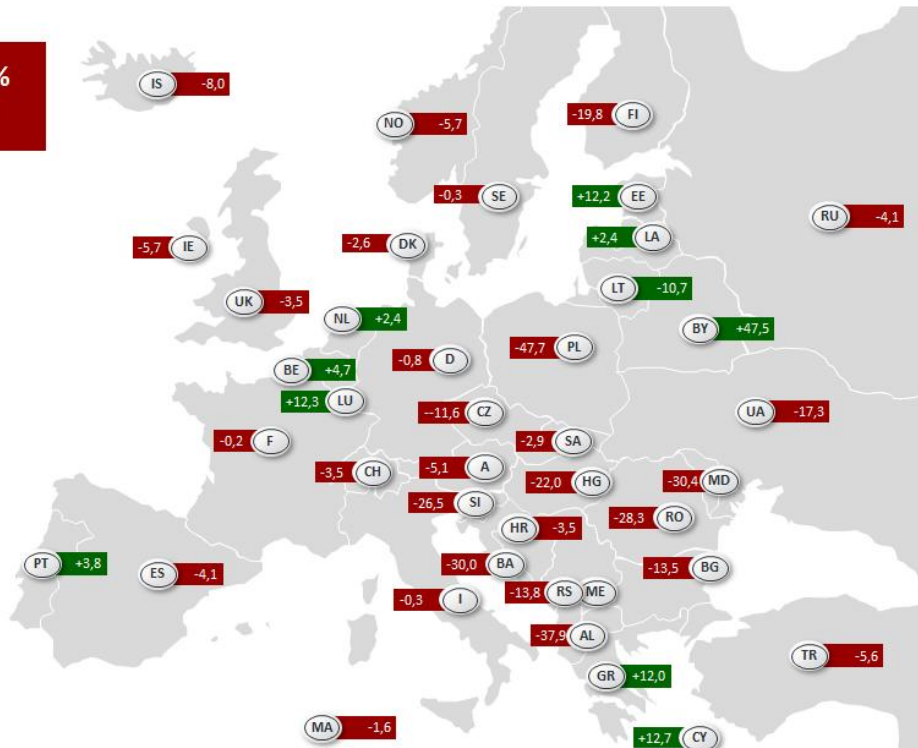 %
IS -8,0
NO -5,7
-19,8 FI
-0,3 SE
+12,2 EE
RU -4,1
-5,7 IE
-2,6 DK
+2,4 LA
LT -10,7
UK -3,5
NL +2,4
BY +47,5
-0,8 D
-47,7 PL
BE +4,7
+12,3 LU
--11,6 CZ
UA -17,3
-0,2 F
-2,9 SA
-3,5 CH
-5,1 A
-22,0 HG
-30,4 MD
-26,5 SI
-28,3 RO
HR -3,5
PT +3,8
ES -4,1
-30,0 BA
-13,5 BG
-0,3 I
-13,8 RS ME
-37,9 AL
TR -5,6
GR +12,0
MA -1,6
+12,7 CY